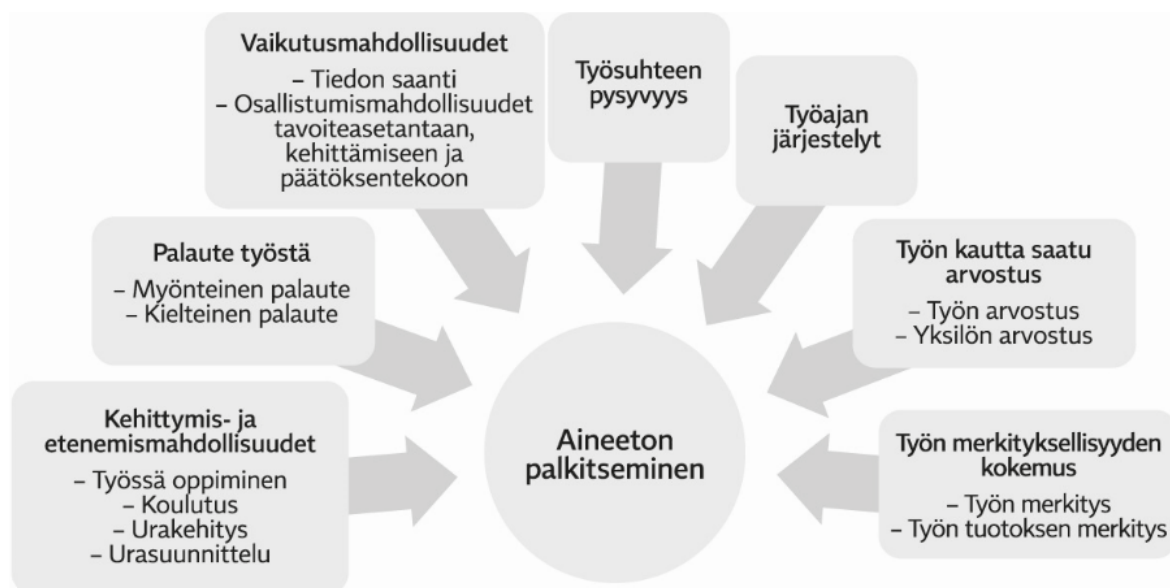 Vaikutusmahdollisuudet
– Tiedon saanti
– Osallistumismahdollisuudet
tavoiteasetantaan,
kehittämiseen ja
päätöksentekoon
Työsuhteen
pysyvyys
Työajan
järjestelyt
Palaute työstä
– Myönteinen palaute
– Kielteinen palaute
Työn kautta saatu
arvostus
– Työn arvostus
– Yksilön arvostus
Kehittymis- ja
etenemismahdollisuudet
– Työssä oppiminen
– Koulutus
– Urakehitys
– Urasuunnittelu
Aineeton
palkitseminen
Työn merkityksellisyyden
kokemus
– Työn merkitys
– Työn tuotoksen merkitys